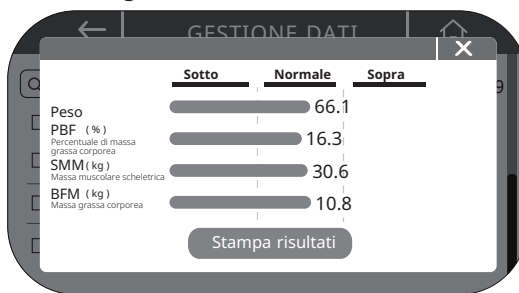 GESTIONE DATI
Sotto Normale Sopra
Peso 66.1
PBF (%) 16.3
Percentuale di massa
grassa corporea
SMM (kg) 30.6
Massa muscolare scheletrica
BFM (kg) 10.8
Massa grassa corporea
Stampa risultati
9